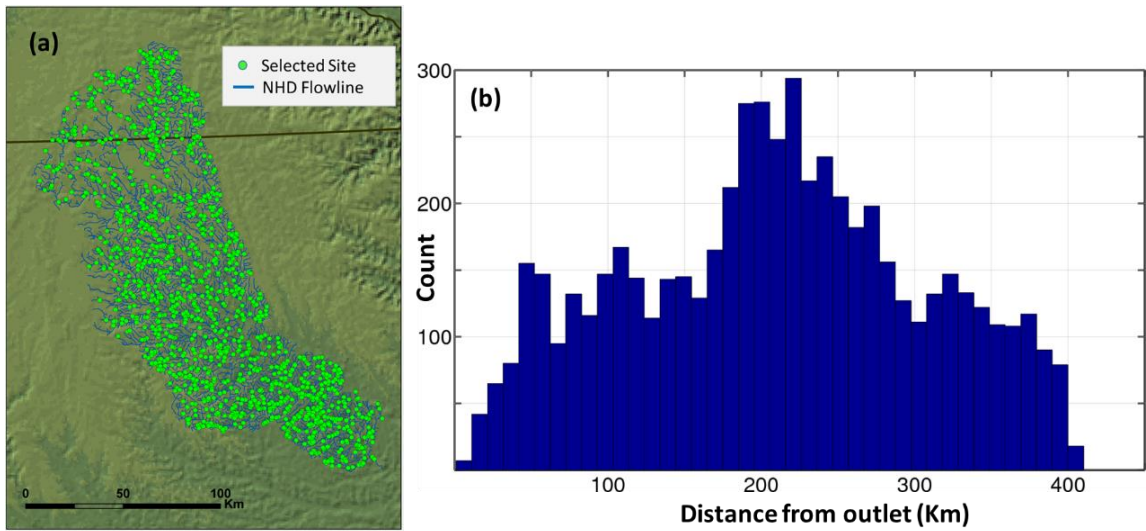 (a)
Selected Site
NHD Flowline
0 50 100
Km
(b)
Count
300
200
100
100 200 300 400
Distance from outlet (Km)